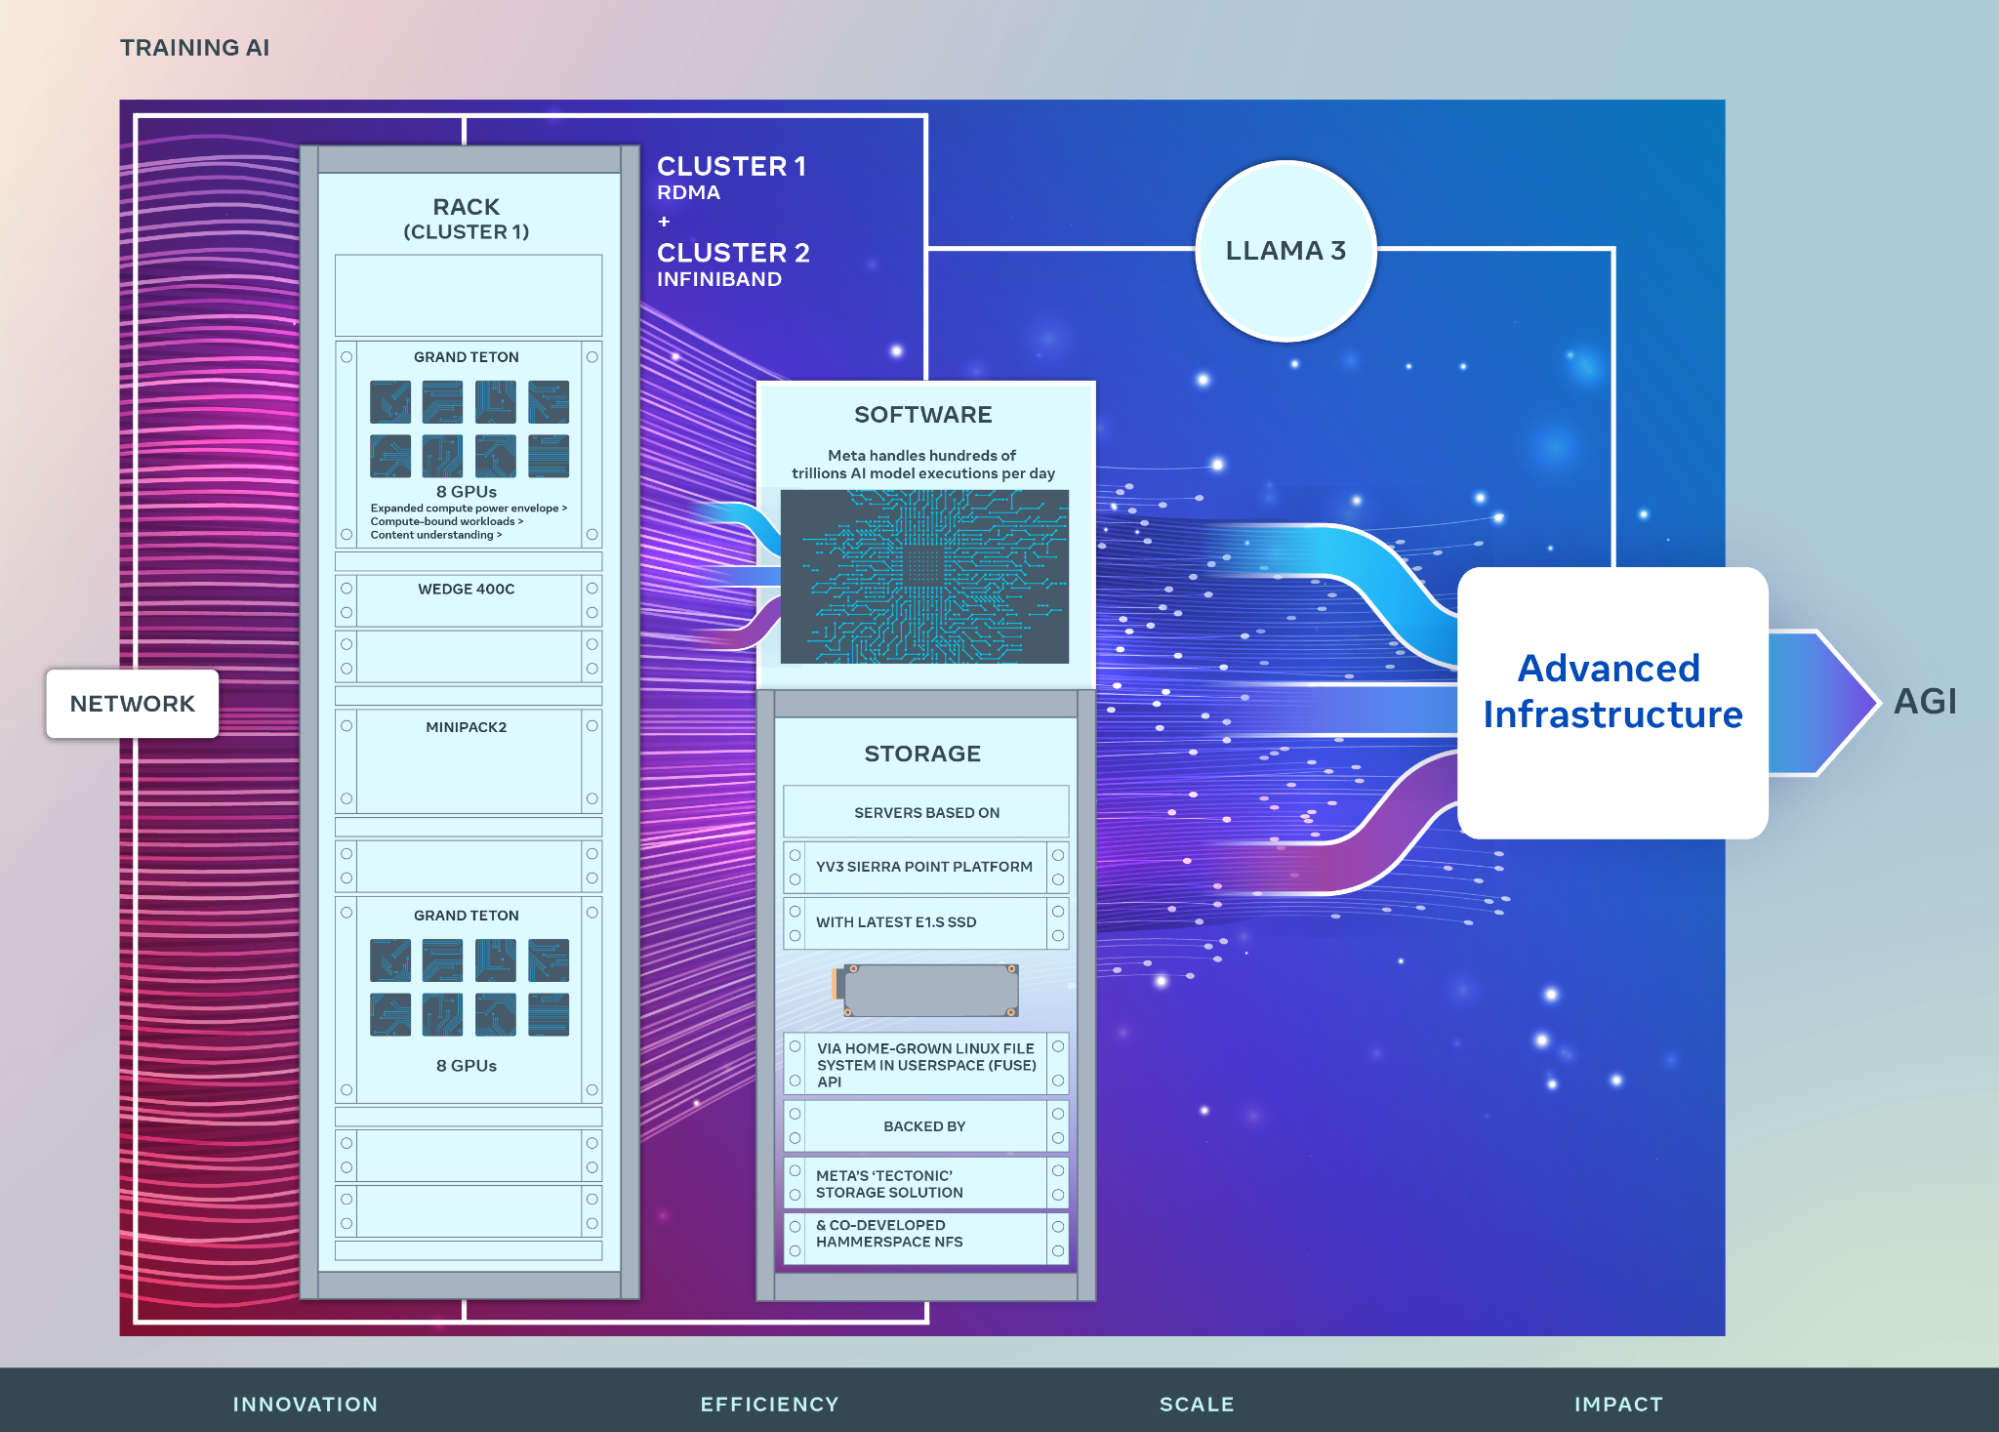 TRAINING AI
NETWORK
RACK
(CLUSTER 1)
GRAND TETON
8 GPUs
Expanded compute power envelope >
Compute-bound workloads >
Content understanding >
WEDGE 400C
MINIPACK2
GRAND TETON
8 GPUs
CLUSTER 1
RDMA
+
CLUSTER 2
INFINIBAND
SOFTWARE
Meta handles hundreds of
trillions AI model executions per day
STORAGE
SERVERS BASED ON
YV3 SIERRA POINT PLATFORM
WITH LATEST E1.S SSD
VIA HOME-GROWN LINUX FILE
SYSTEM IN USERSPACE (FUSE)
API
BACKED BY
META’S ‘TECTONIC’
STORAGE SOLUTION
& CO-DEVELOPED
HAMMERSPACE NFS
LLAMA 3
Advanced
Infrastructure
AGI
INNOVATION
EFFICIENCY
SCALE
IMPACT